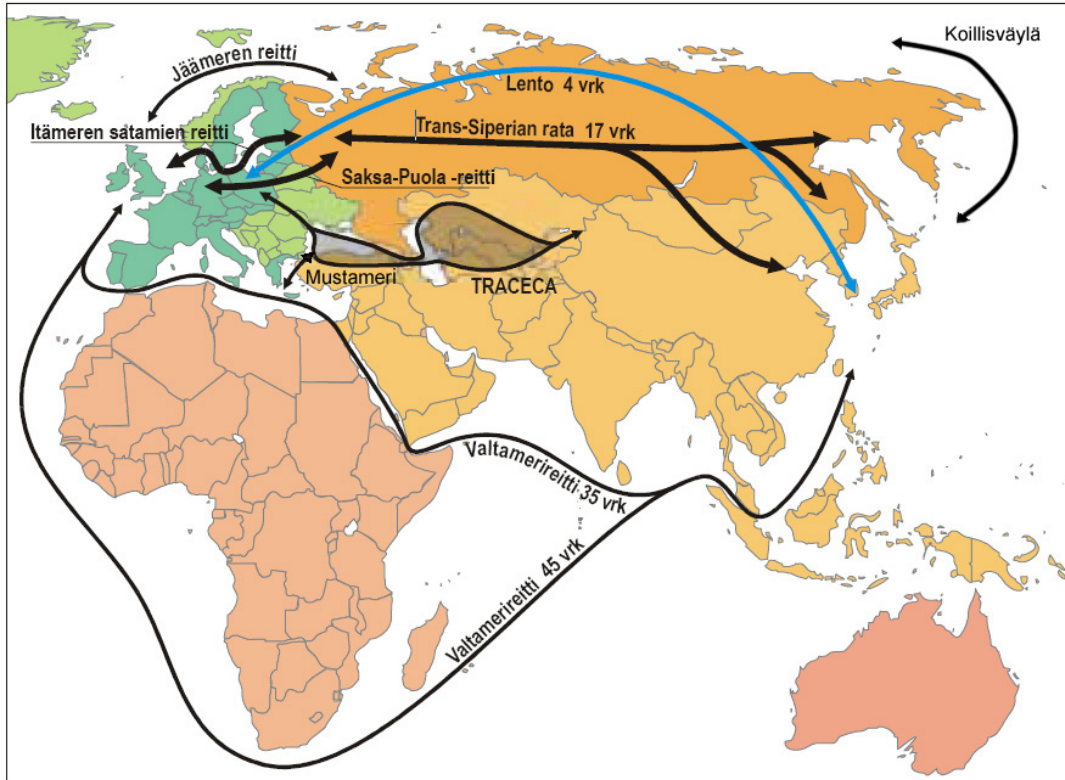 Koillisväylä
Jäämeren reitti
Lento 4 vrk
Itämeren satamien reitti
Trans-Siperian rata 17 vrk
Saksa-Puola -reitti
Mustameri
TRACECA
Valtamerireitti 35 vrk
Valtamerireitti 45 vrk